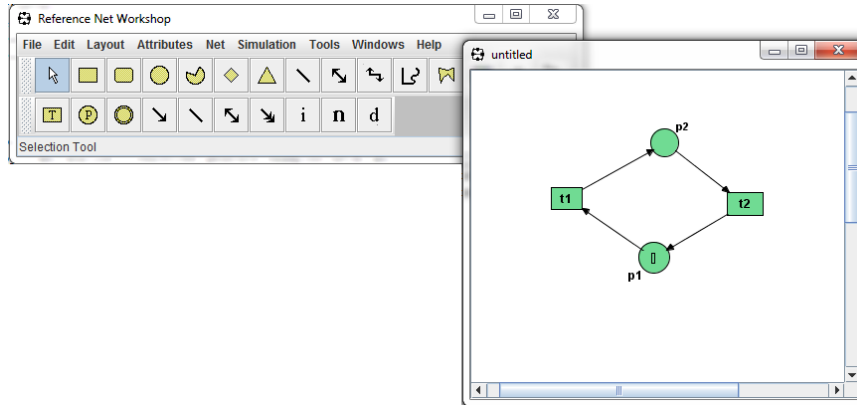 Reference Net Workshop
File Edit Layout Attributes Net Simulation Tools Windows Help
T P i n d
Selection Tool
untitled
p2
t1
t2
[]
p1